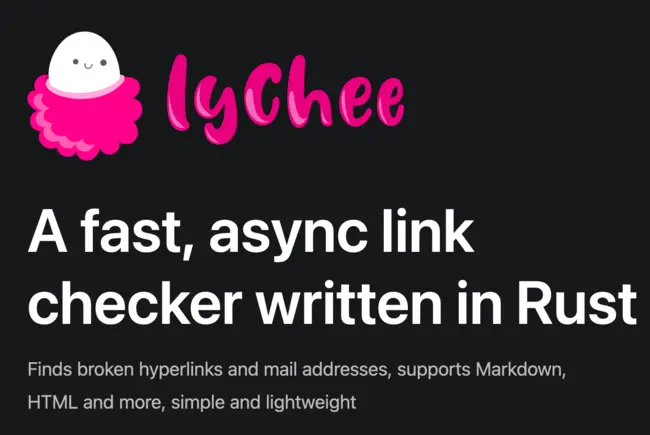 lyChee
A fast, async link
checker written in Rust
Finds broken hyperlinks and mail addresses, supports Markdown,
HTML and more, simple and lightweight